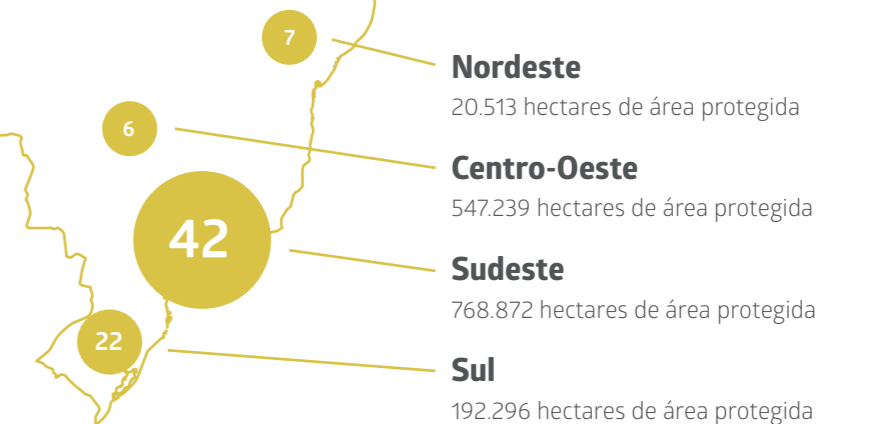 7
Nordeste
20.513 hectares de área protegida
6
Centro-Oeste
547.239 hectares de área protegida
42
Sudeste
768.872 hectares de área protegida
22
Sul
192.296 hectares de área protegida